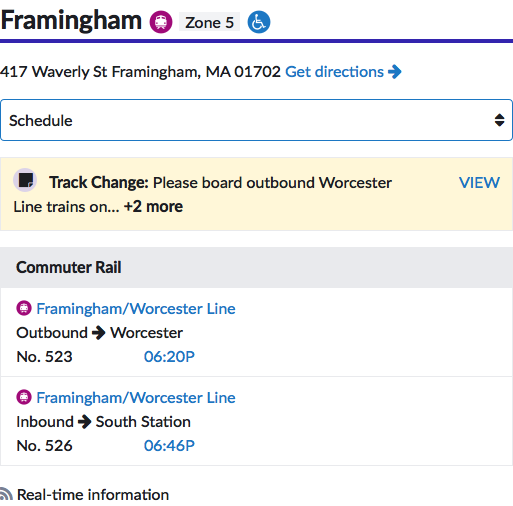 Framingham Zone 5
417 Waverly St Framingham, MA 01702 Get directions
Schedule
Track Change: Please board outbound Worcester VIEW
Line trains on... +2 more
Commuter Rail
Framingham/Worcester Line
Outbound → Worcester
No. 523 06:20P
Framingham/Worcester Line
Inbound → South Station
No. 526 06:46P
Real-time information